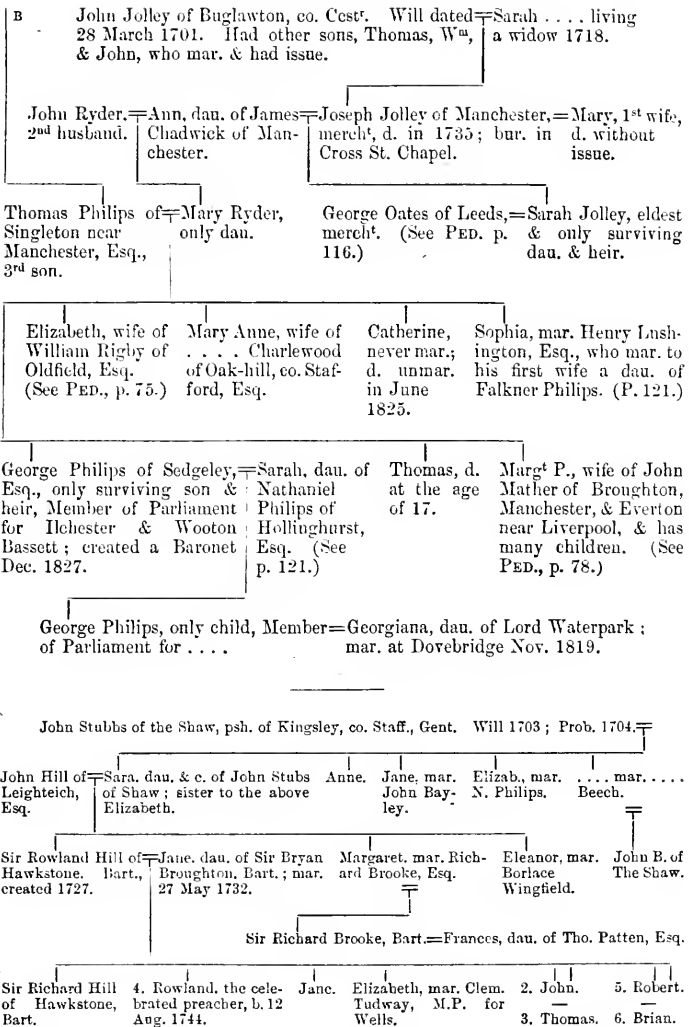 B
John Jolley of Buglawton, co. Cestr. Will dated=Sarah . . . . living
28 March 1701. Had other sons, Thomas, Wm, a widow 1718.
& John, who mar. & had issue.
John Ryder,=Ann, dau. of James=Joseph Jolley of Manchester,=Mary, 1st wife,
2nd husband. Chadwick of Man- mercht, d. in 1735; bur. in d. without
chester. Cross St. Chapel. issue.
Thomas Philips of=Mary Ryder,
Singleton near only dau.
Manchester, Esq.,
3rd son.
George Oates of Leeds,=Sarah Jolley, eldest
mercht. (See PED. p. & only surviving
116.) dau. & heir.
Elizabeth, wife of
William Rigby of
Oldfield, Esq.
(See PED., p. 75.)
Mary Anne, wife of
. . . . Charlewood
of Oak-hill, co. Staf-
ford, Esq.
Catherine,
never mar.;
d. unmar.
in June
1825.
Sophia, mar. Henry Lush-
ington, Esq., who mar. to
his first wife a dau. of
Falkner Philips. (P. 121.)
George Philips of Sedgeley,=Sarah, dau. of
Esq., only surviving son & Nathaniel
heir, Member of Parliament Philips of
for Ilchester & Wooton Hollinghurst,
Bassett; created a Baronet Esq. (See
Dec. 1827. p. 121.)
Thomas, d.
at the age
of 17.
Margt P., wife of John
Mather of Broughton,
Manchester, & Everton
near Liverpool, & has
many children. (See
PED., p. 78.)
George Philips, only child, Member=Georgiana, dau. of Lord Waterpark;
of Parliament for . . . . mar. at Dovebridge Nov. 1819.
John Stubbs of the Shaw, psh. of Kingsley, co. Staff., Gent. Will 1703; Prob. 1704.=
John Hill of=Sara, dau. & c. of John Stubs
Leighteich, of Shaw; sister to the above
Esq. Elizabeth.
Anne.
Jane, mar.
John Bay-
ley.
Elizab., mar.
N. Philips.
. . . . mar. . . . .
Beech.
Sir Rowland Hill of=Jane, dau. of Sir Bryan
Hawkstone, Bart., Broughton, Bart.; mar.
created 1727. 27 May 1732.
Margaret, mar. Rich-
ard Brooke, Esq.
Eleanor, mar.
Borlace
Wingfield.
John B. of
The Shaw.
Sir Richard Brooke, Bart.=Frances, dau. of Tho. Patten, Esq.
Sir Richard Hill
of Hawkstone,
Bart.
4. Rowland, the cele-
brated preacher, b. 12
Aug. 1744.
Jane.
Elizabeth, mar. Clem.
Tudway, M.P. for
Wells.
2. John.
—
3. Thomas.
5. Robert.
—
6. Brian.